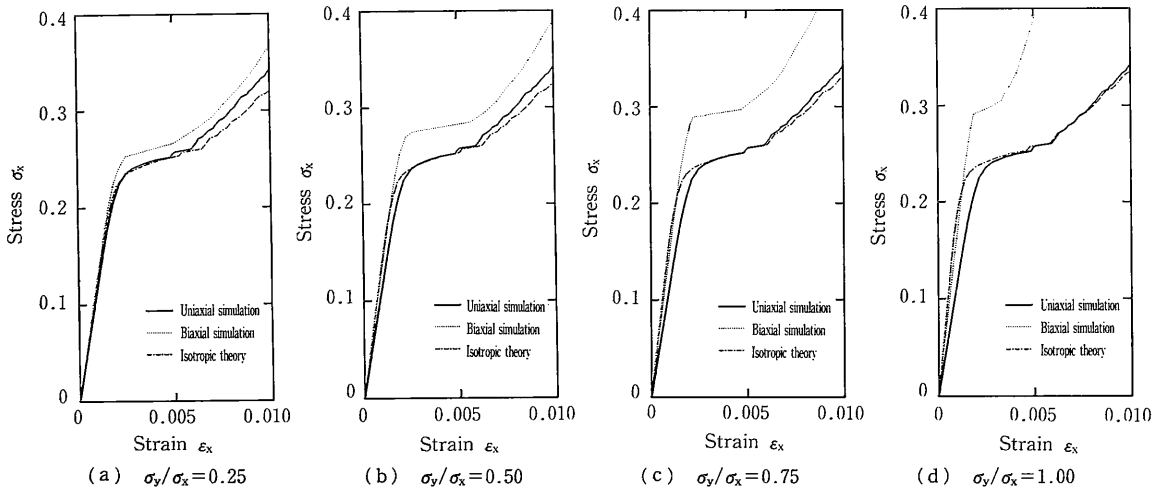 0.4
0.3
0.2
0.1
0
Stress σx
Uniaxial simulation
Biaxial simulation
Isotropic theory
0 0.005 0.010
Strain εx
(a) σy/σx=0.25
0.4
0.3
0.2
0.1
0
Stress σx
Uniaxial simulation
Biaxial simulation
Isotropic theory
0 0.005 0.010
Strain εx
(b) σy/σx=0.50
0.4
0.3
0.2
0.1
0
Stress σx
Uniaxial simulation
Biaxial simulation
Isotropic theory
0 0.005 0.010
Strain εx
(c) σy/σx=0.75
0.4
0.3
0.2
0.1
0
Stress σx
Uniaxial simulation
Biaxial simulation
Isotropic theory
0 0.005 0.010
Strain εx
(d) σy/σx=1.00